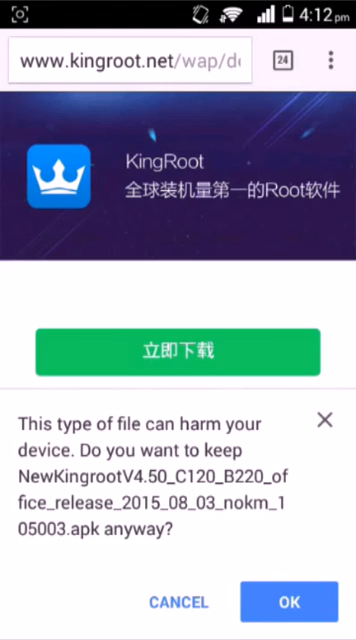 4:12 pm
www.kingroot.net/wap/de
24
KingRoot
全球装机量第一的Root软件
立即下载
This type of file can harm your
device. Do you want to keep
NewKingrootV4.50_C120_B220_of
fice_release_2015_08_03_nokm_1
05003.apk anyway?
CANCEL OK